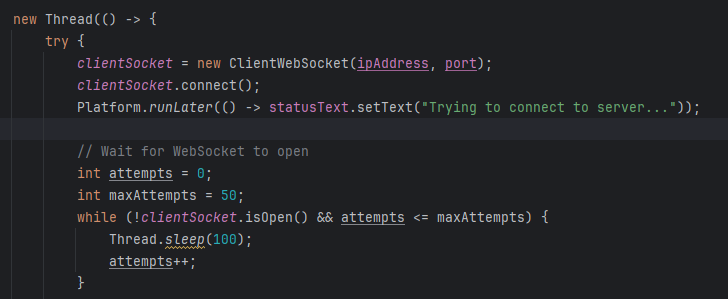 new Thread(() -> {
try {
clientSocket = new ClientWebSocket(ipAddress, port);
clientSocket.connect();
Platform.runLater(() -> statusText.setText("Trying to connect to server..."));
// Wait for WebSocket to open
int attempts = 0;
int maxAttempts = 50;
while (!clientSocket.isOpen() && attempts <= maxAttempts) {
Thread.sleep(100);
attempts++;
}